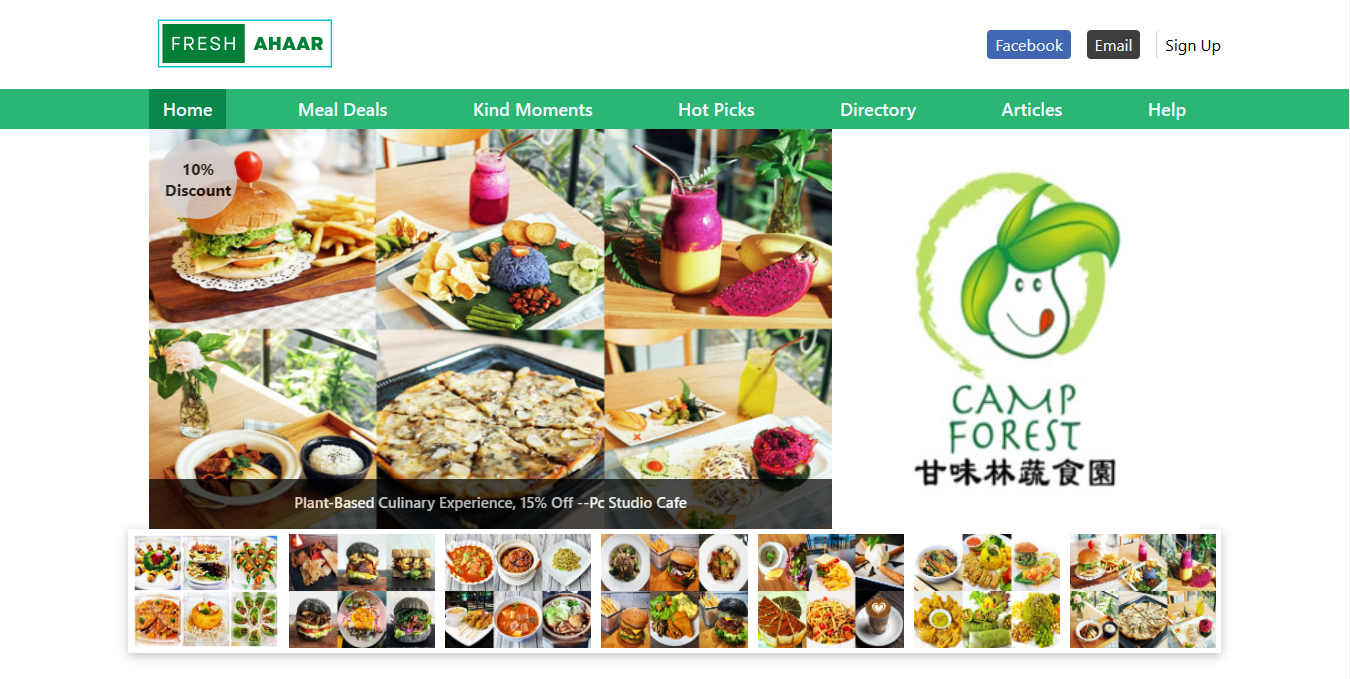 FRESH AHAAR
Facebook
Email
Sign Up
Home
Meal Deals
Kind Moments
Hot Picks
Directory
Articles
Help
10%
Discount
Plant-Based Culinary Experience, 15% Off --Pc Studio Cafe
CAMP
FOREST
甘味林蔬食園